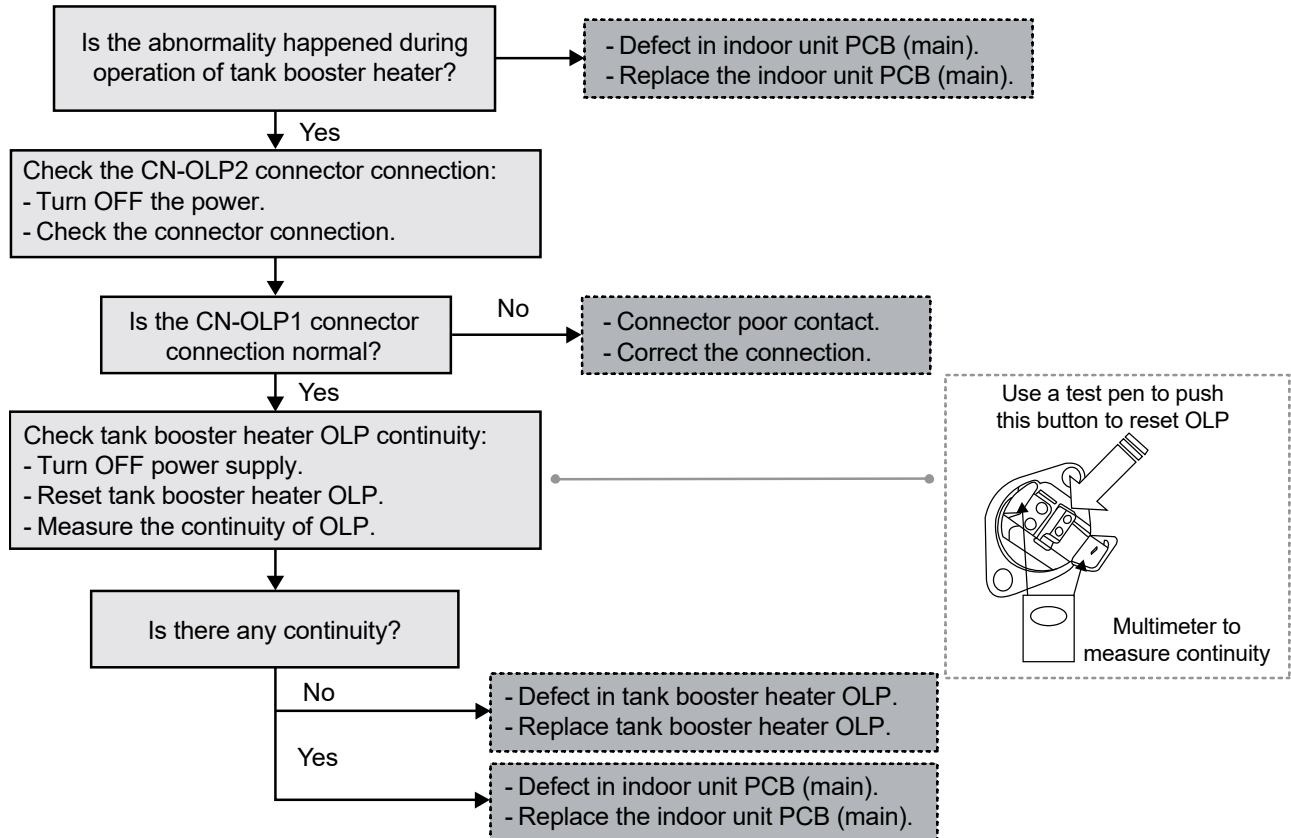 Is the abnormality happened during
operation of tank booster heater?
- Defect in indoor unit PCB (main).
- Replace the indoor unit PCB (main).
Yes
Check the CN-OLP2 connector connection:
- Turn OFF the power.
- Check the connector connection.
Is the CN-OLP1 connector
connection normal?
No
- Connector poor contact.
- Correct the connection.
Yes
Check tank booster heater OLP continuity:
- Turn OFF power supply.
- Reset tank booster heater OLP.
- Measure the continuity of OLP.
Use a test pen to push
this button to reset OLP
Multimeter to
measure continuity
Is there any continuity?
No
- Defect in tank booster heater OLP.
- Replace tank booster heater OLP.
Yes
- Defect in indoor unit PCB (main).
- Replace the indoor unit PCB (main).